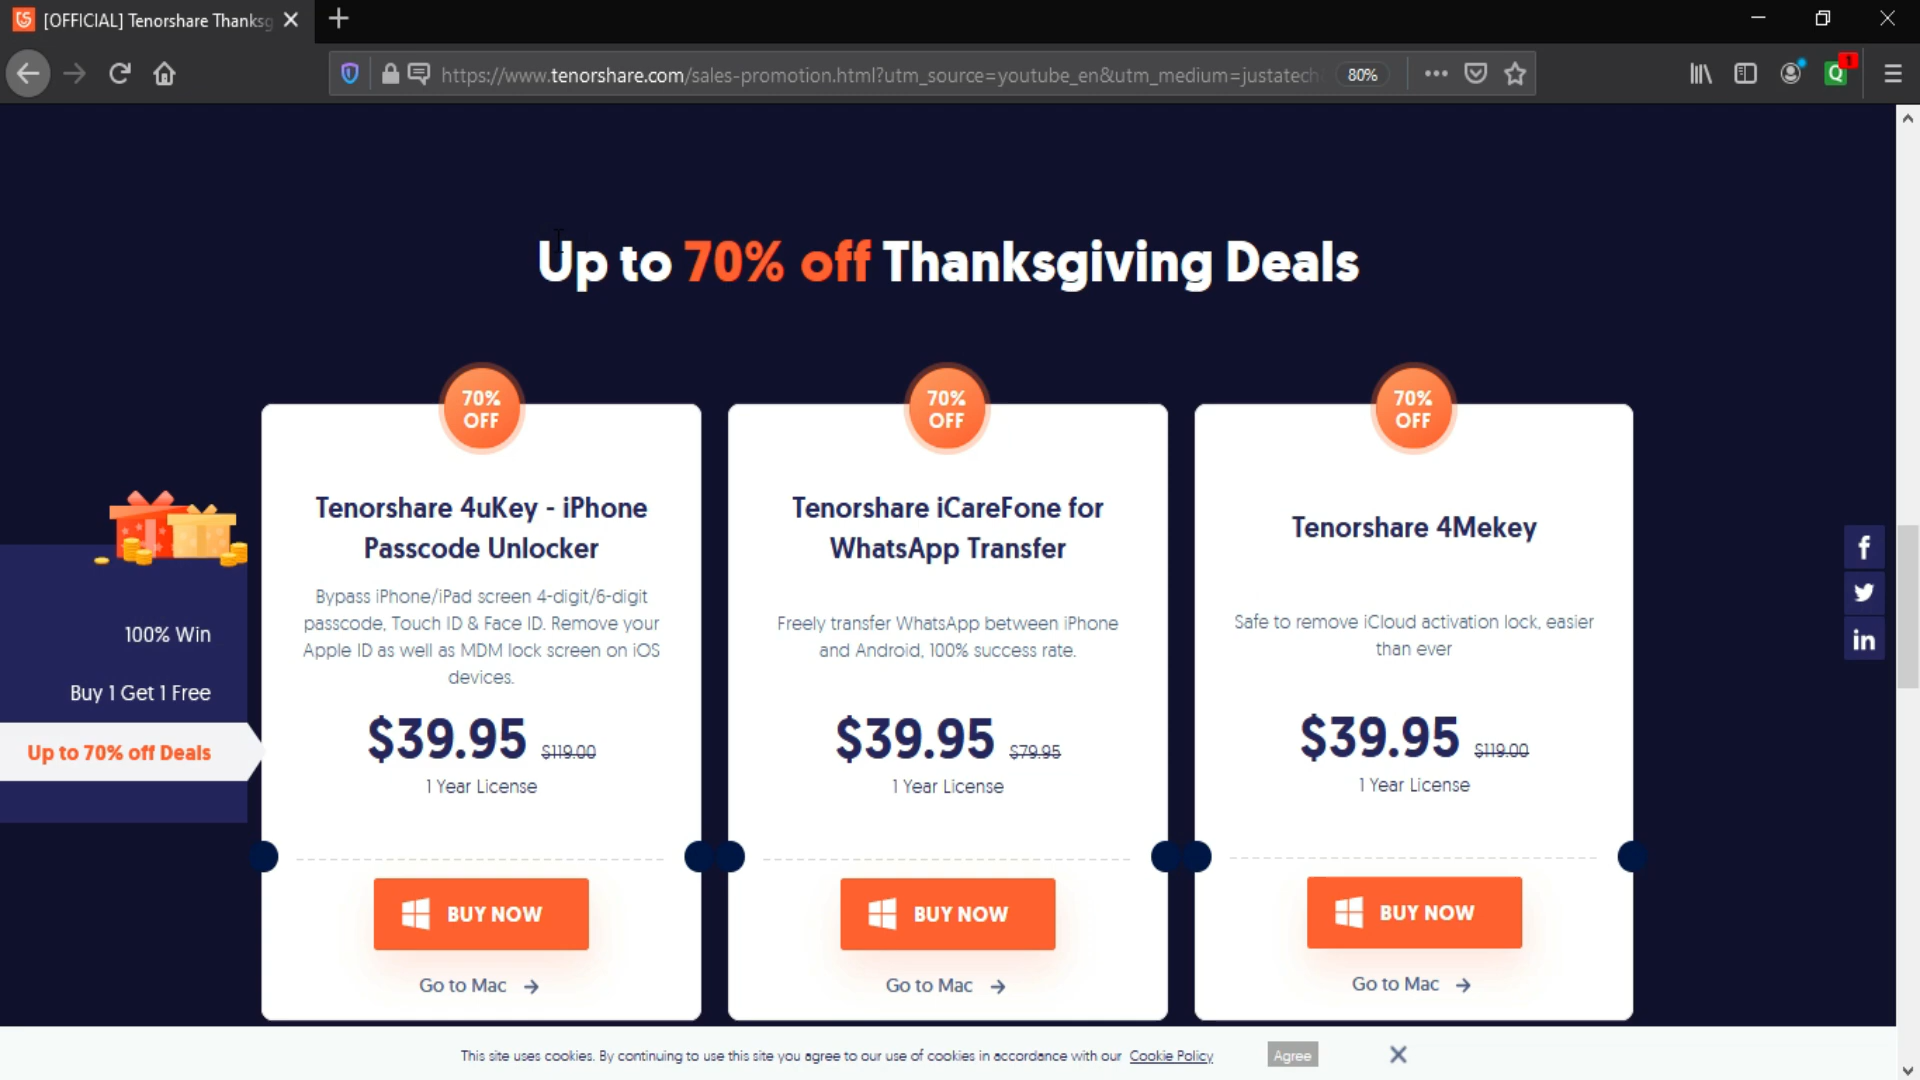 [OFFICIAL] Tenorshare Thanksg
https://www.tenorshare.com/sales-promotion.html?utm_source=youtube_en&utm_medium=justatech
80%
Q
1
Up to 70% off Thanksgiving Deals
70%
OFF
Tenorshare 4uKey - iPhone
Passcode Unlocker
Bypass iPhone/iPad screen 4-digit/6-digit
passcode, Touch ID & Face ID. Remove your
Apple ID as well as MDM lock screen on iOS
devices.
$39.95 $119.00
1 Year License
BUY NOW
Go to Mac
70%
OFF
Tenorshare iCareFone for
WhatsApp Transfer
Freely transfer WhatsApp between iPhone
and Android, 100% success rate.
$39.95 $79.95
1 Year License
BUY NOW
Go to Mac
70%
OFF
Tenorshare 4Mekey
Safe to remove iCloud activation lock, easier
than ever
$39.95 $119.00
1 Year License
BUY NOW
Go to Mac
100% Win
Buy 1 Get 1 Free
Up to 70% off Deals
f
in
This site uses cookies. By continuing to use this site you agree to our use of cookies in accordance with our Cookie Policy
Agree